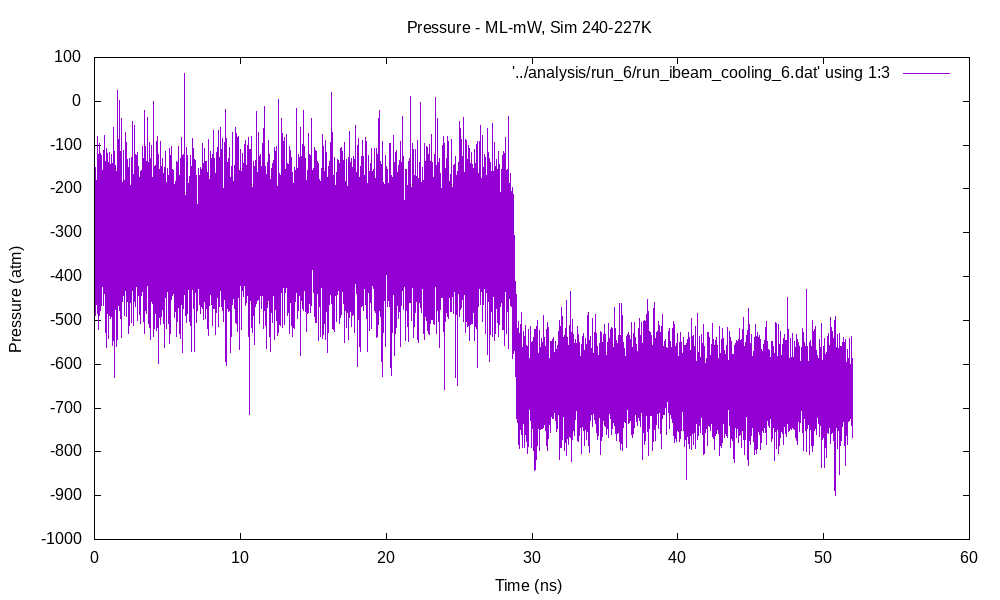 Pressure - ML-mW, Sim 240-227K
'../analysis/run_6/run_ibeam_cooling_6.dat' using 1:3
100
0
-100
-200
-300
-400
-500
-600
-700
-800
-900
-1000
Pressure (atm)
0 10 20 30 40 50 60
Time (ns)